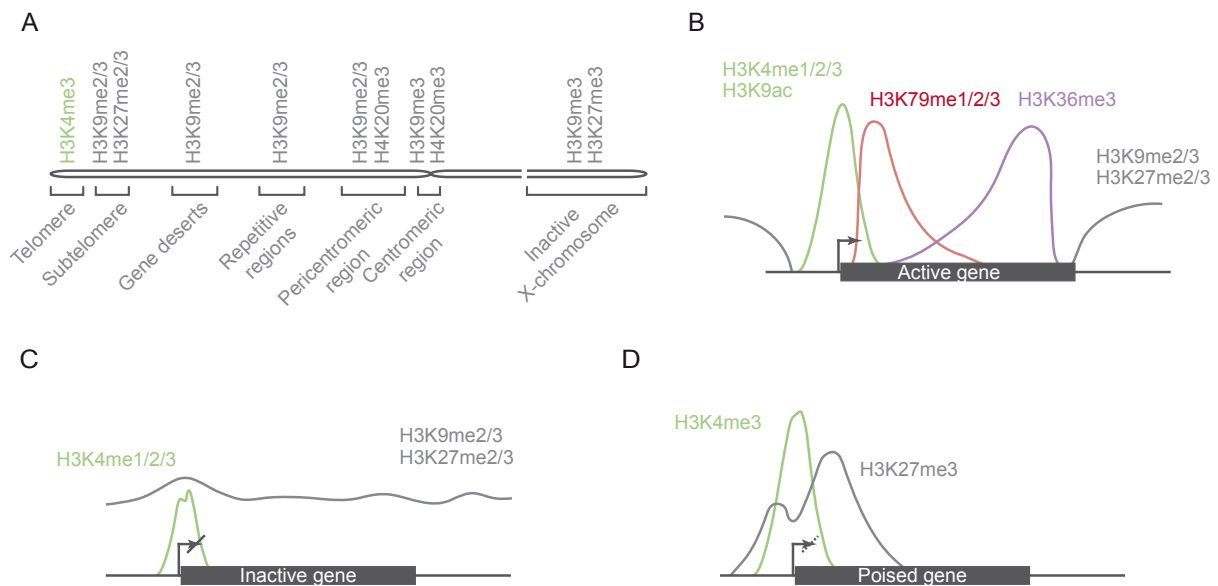 A
H3K4me3
H3K9me2/3
H3K27me2/3
H3K9me2/3
H3K9me2/3
H3K9me2/3
H4K20me3
H3K9me3
H4K20me3
H3K9me3
H3K27me3
Telomere
Subtelomere
Gene deserts
Repetitive
regions
Pericentromeric
region
Centromeric
region
Inactive
X-chromosome
B
H3K4me1/2/3
H3K9ac
H3K79me1/2/3
H3K36me3
H3K9me2/3
H3K27me2/3
Active gene
C
H3K4me1/2/3
H3K9me2/3
H3K27me2/3
Inactive gene
D
H3K4me3
H3K27me3
Poised gene